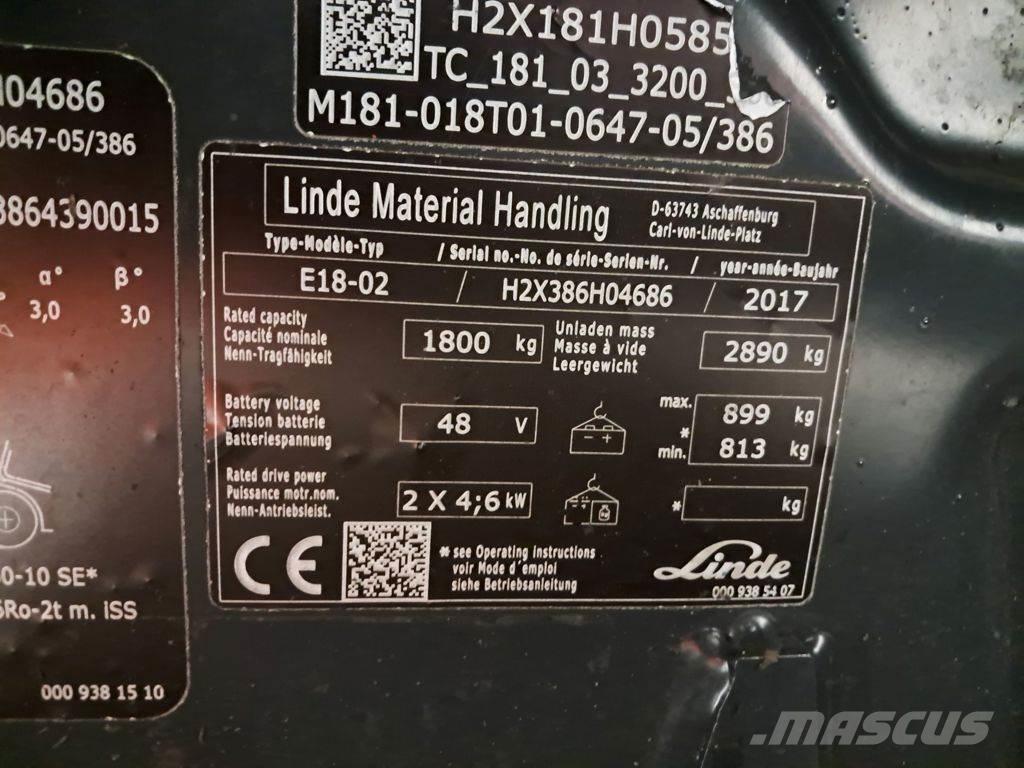 H2X181H0585
TC_181_03_3200_
M181-018T01-0647-05/386
H04686
0647-05/386
3864390015
α° β°
3,0 3,0
0-10 SE*
Ro-2t m. iSS
000 938 15 10
Linde Material Handling
D-63743 Aschaffenburg
Carl-von-Linde-Platz
Type-Modèle-Typ / Serial no.-No. de série-Serien-Nr. / year-année-Baujahr
E18-02 / H2X386H04686 / 2017
Rated capacity
Capacité nominale
Nenn-Tragfähigkeit
1800 kg
Unladen mass
Masse à vide
Leergewicht
2890 kg
Battery voltage
Tension batterie
Batteriespannung
48 V
max. 899 kg
*
min. 813 kg
Rated drive power
Puissance motr.nom.
Nenn-Antriebsleist.
2 X 4;6 kW
* kg
CE
* see Operating instructions
voir Mode d'emploi
siehe Betriebsanleitung
Linde
000 938 54 07
MASCUS